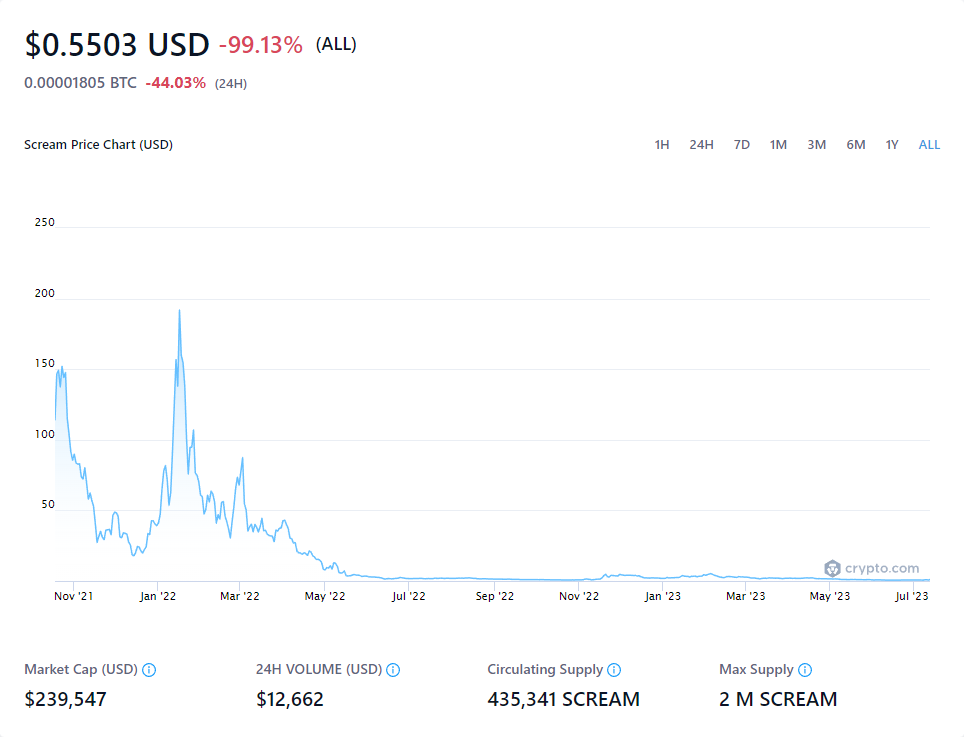 $0.5503 USD -99.13% (ALL)
0.00001805 BTC -44.03% (24H)
Scream Price Chart (USD) 1H 24H 7D 1M 3M 6M 1Y ALL
250
200
150
100
50
crypto.com
Nov '21 Jan '22 Mar '22 May '22 Jul '22 Sep '22 Nov '22 Jan '23 Mar '23 May '23 Jul '23
Market Cap (USD) 24H VOLUME (USD) Circulating Supply Max Supply
$239,547 $12,662 435,341 SCREAM 2 M SCREAM